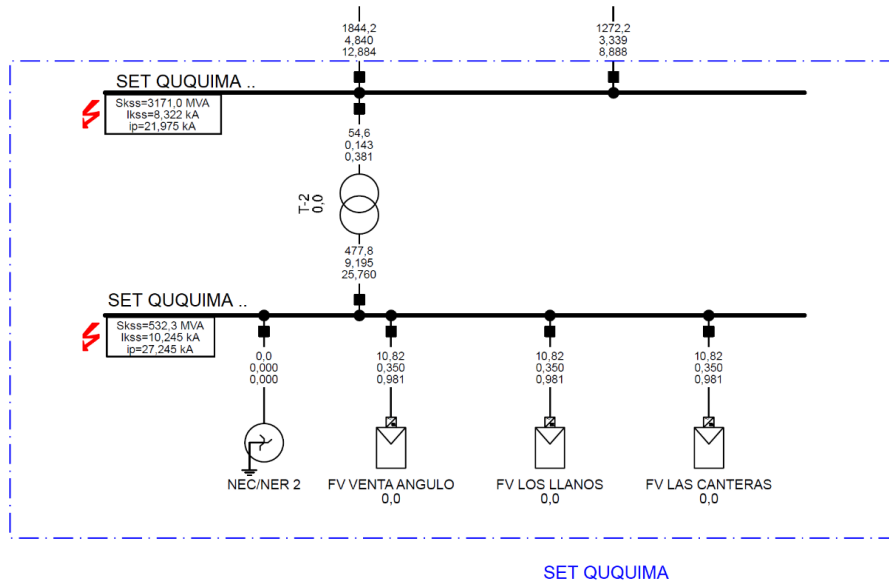 1844,2
4,840
12,884
1272,2
3,339
8,888
SET QUQUIMA ..
Skss=3171,0 MVA
Ikss=8,322 kA
ip=21,975 kA
54,6
0,143
0,381
T-2
0,0
477,8
9,195
25,760
SET QUQUIMA ..
Skss=532,3 MVA
Ikss=10,245 kA
ip=27,245 kA
0,0
0,000
0,000
10,82
0,350
0,981
10,82
0,350
0,981
10,82
0,350
0,981
NEC/NER 2
FV VENTA ANGULO
0,0
FV LOS LLANOS
0,0
FV LAS CANTERAS
0,0
SET QUQUIMA